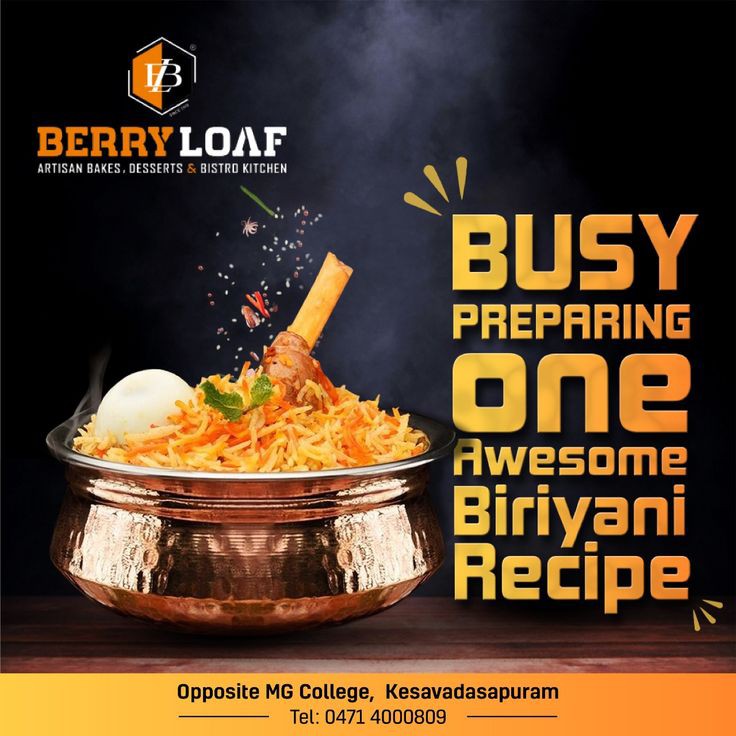 BERRY LOAF
ARTISAN BAKES, DESSERTS & BISTRO KITCHEN
BUSY
PREPARING
one
Awesome
Biriyani
Recipe
Opposite MG College, Kesavadasapuram
Tel: 0471 4000809